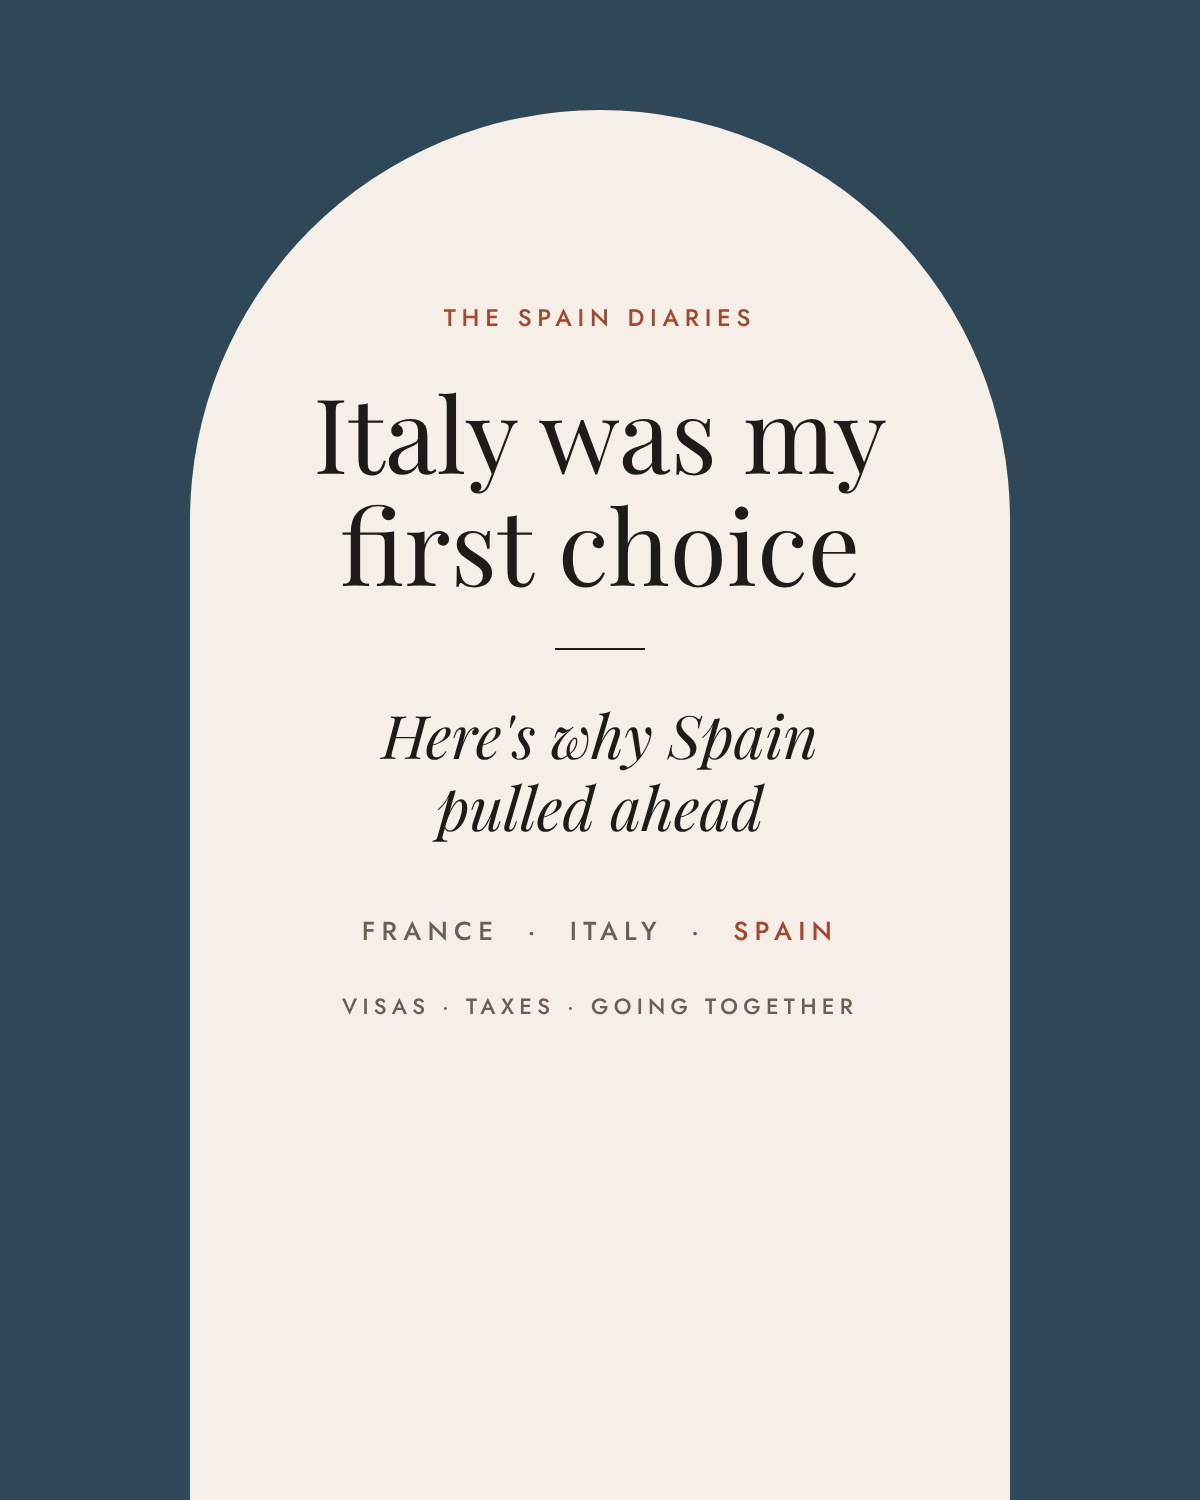 THE SPAIN DIARIES
Italy was my
first choice
Here's why Spain
pulled ahead
FRANCE · ITALY · SPAIN
VISAS · TAXES · GOING TOGETHER